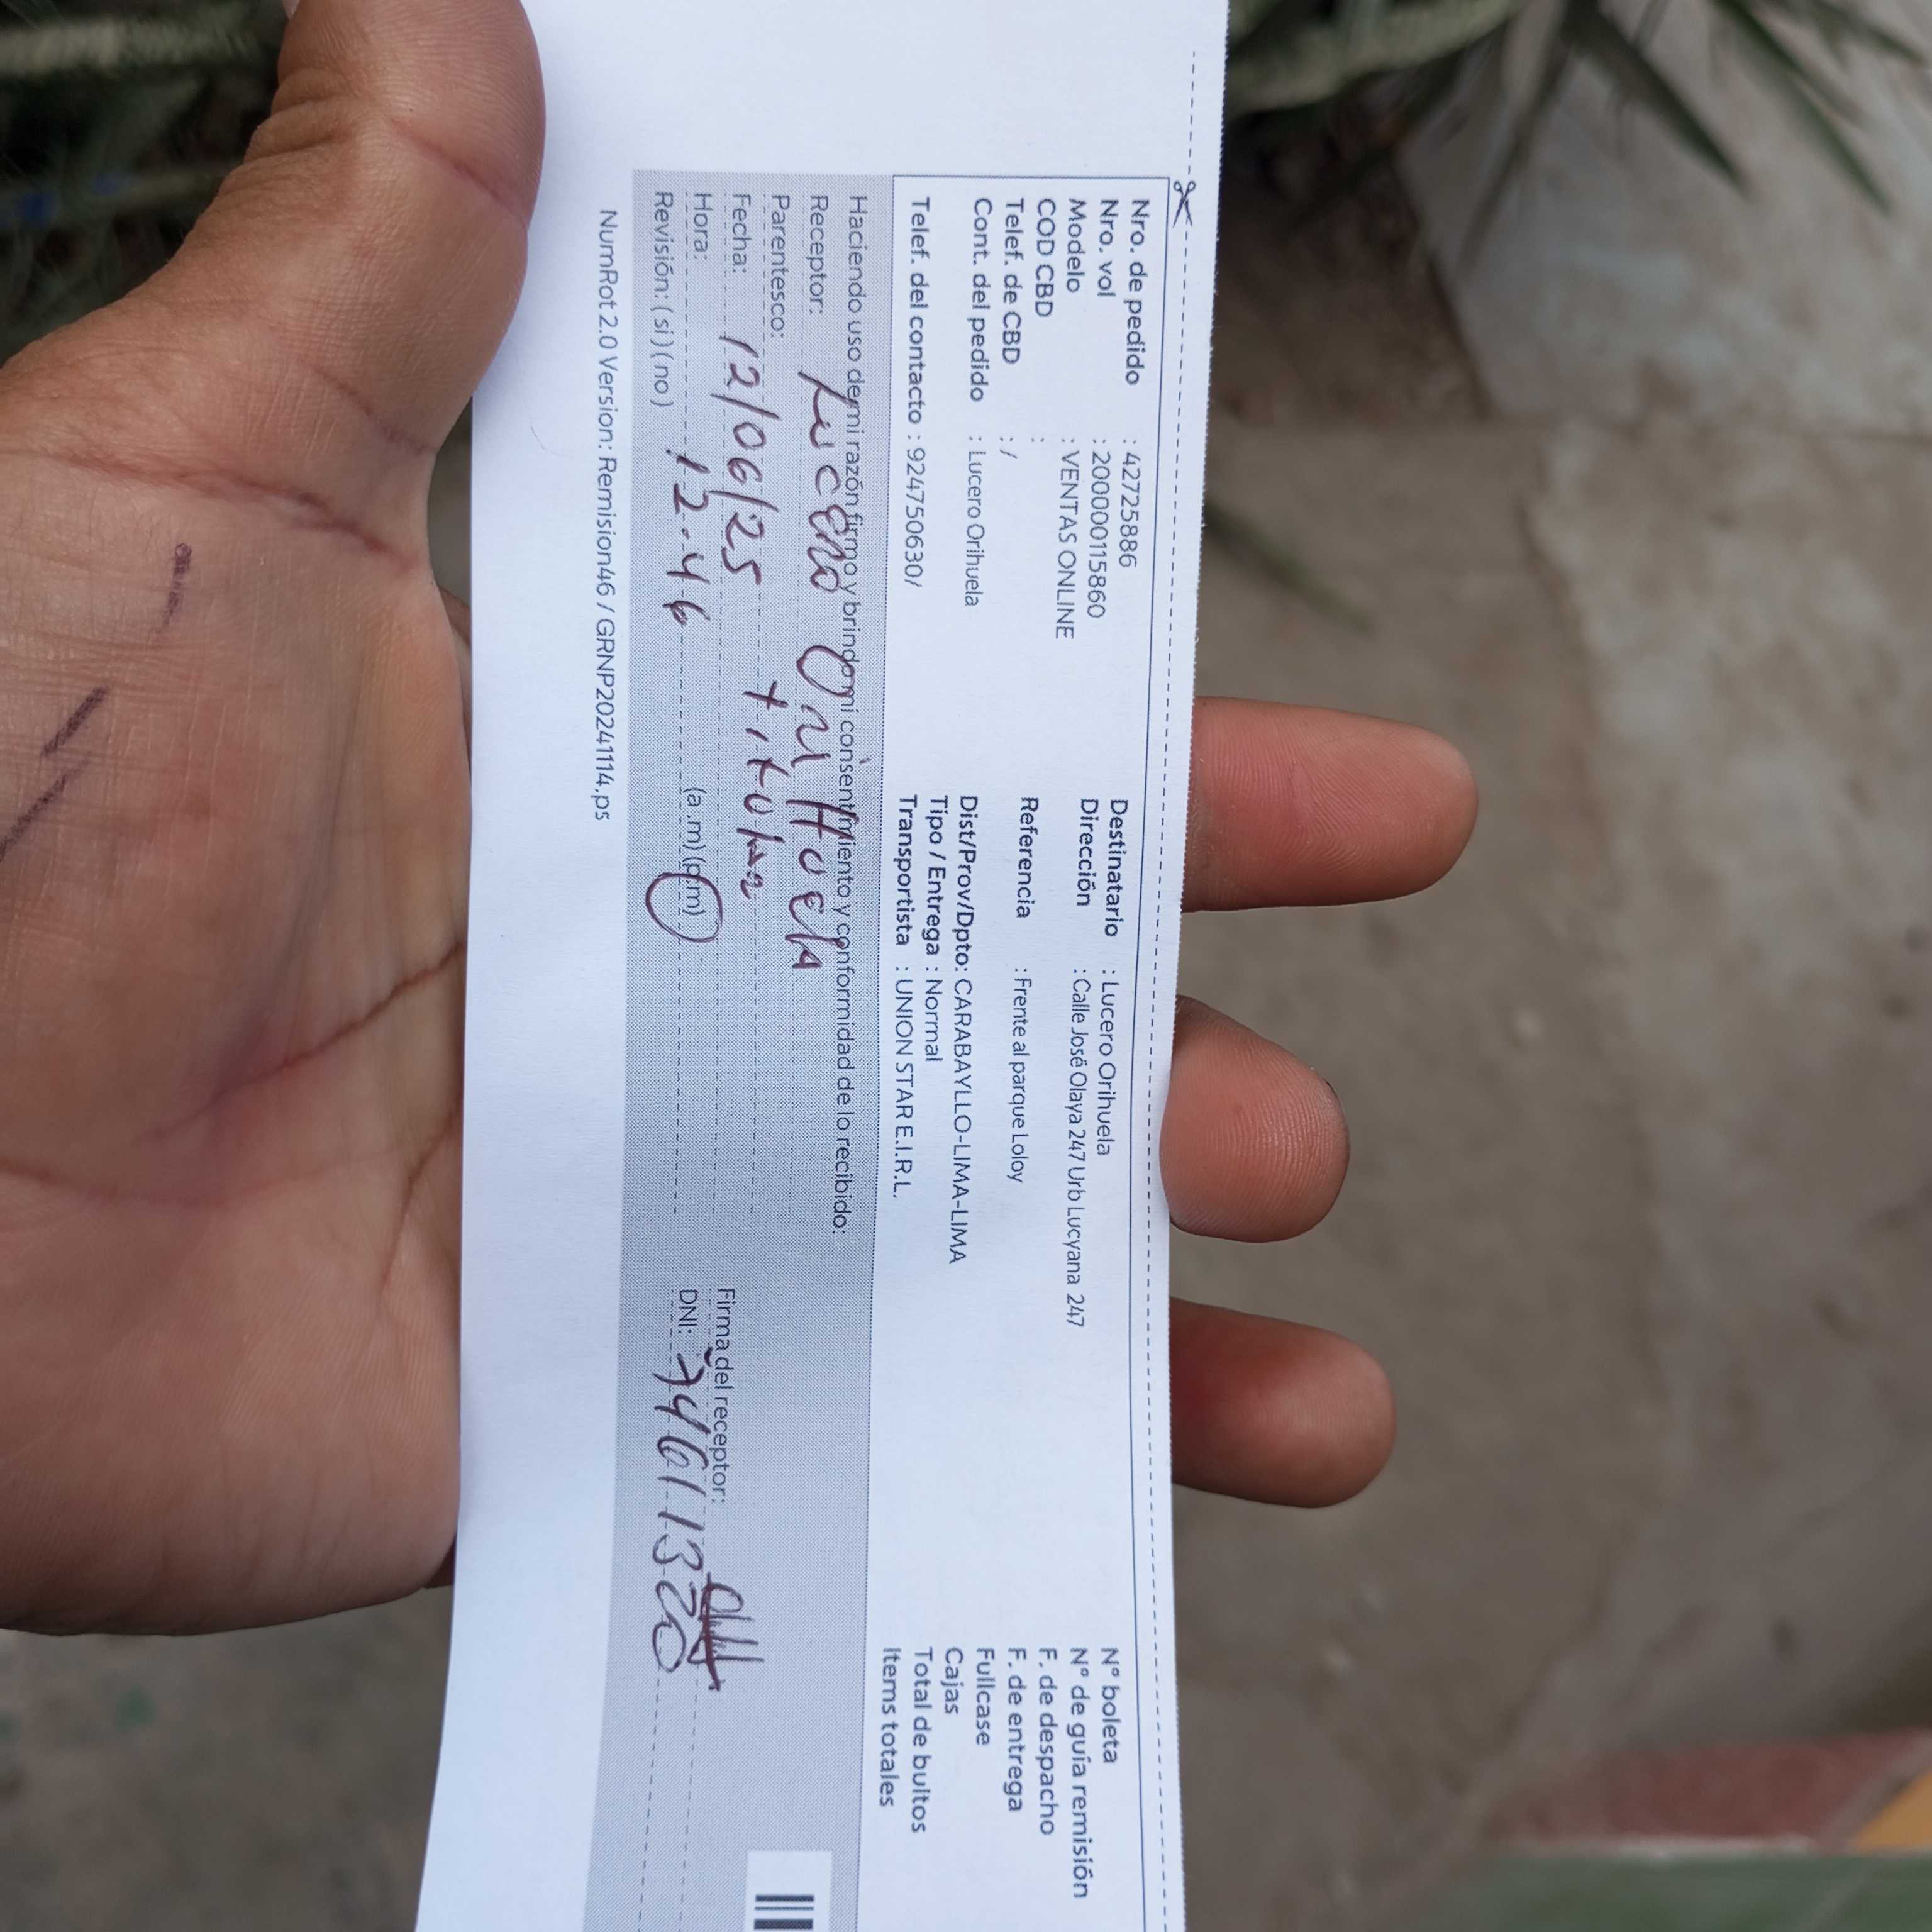 Nro. de pedido : 42725886
Nro. vol : 2000001158​60
Modelo : VENTAS ONLINE
COD CBD :
Telef. de CBD : /
Cont. del pedido : Lucero Orihuela
Telef. del contacto : 924750630/
Destinatario : Lucero Orihuela
Dirección : Calle José Olaya 247 Urb Lucyana 247
Referencia : Frente al parque Loloy
Dist/Prov/Dpto: CARABAYLLO-LIMA-LIMA
Tipo / Entrega : Normal
Transportista : UNION STAR E.I.R.L.
N° boleta
N° de guía remisión
F. de despacho
F. de entrega
Fullcase
Cajas
Total de bultos
Items totales
Haciendo uso de mi razón firmo y brindo mi consentimiento y conformidad de lo recibido:
Receptor: Lucero Orihuela
Parentesco: titular
Fecha: 12/06/25
Hora: 12.46 (a .m) (p.m)
Revisión: ( si ) ( no )
Firma del receptor:
DNI: 74611320
NumRot 2.0 Version: Remision46 / GRNP2024114.ps